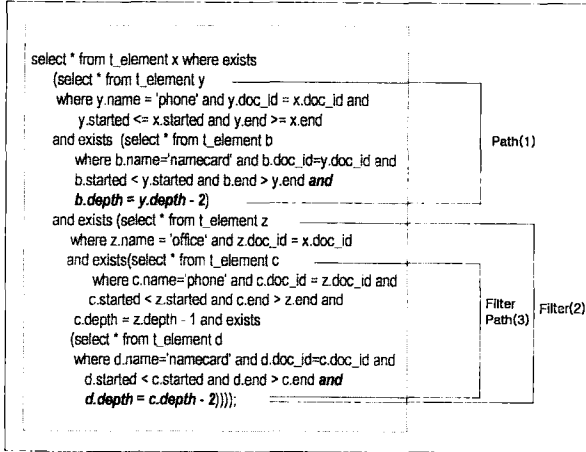 select * from t_element x where exists
(select * from t_element y
where y.name = 'phone' and y.doc_id = x.doc_id and
y.started <= x.started and y.end >= x.end
and exists (select * from t_element b
where b.name='namecard' and b.doc_id=y.doc_id and
b.started < y.started and b.end > y.end and
b.depth = y.depth - 2)
and exists (select * from t_element z
where z.name = 'office' and z.doc_id = x.doc_id
and exists(select * from t_element c
where c.name='phone' and c.doc_id = z.doc_id and
c.started < z.started and c.end > z.end and
c.depth = z.depth - 1 and exists
(select * from t_element d
where d.name='namecard' and d.doc_id=c.doc_id and
d.started < c.started and d.end > c.end and
d.depth = c.depth - 2))));
Path(1)
Filter
Path(3)
Filter(2)